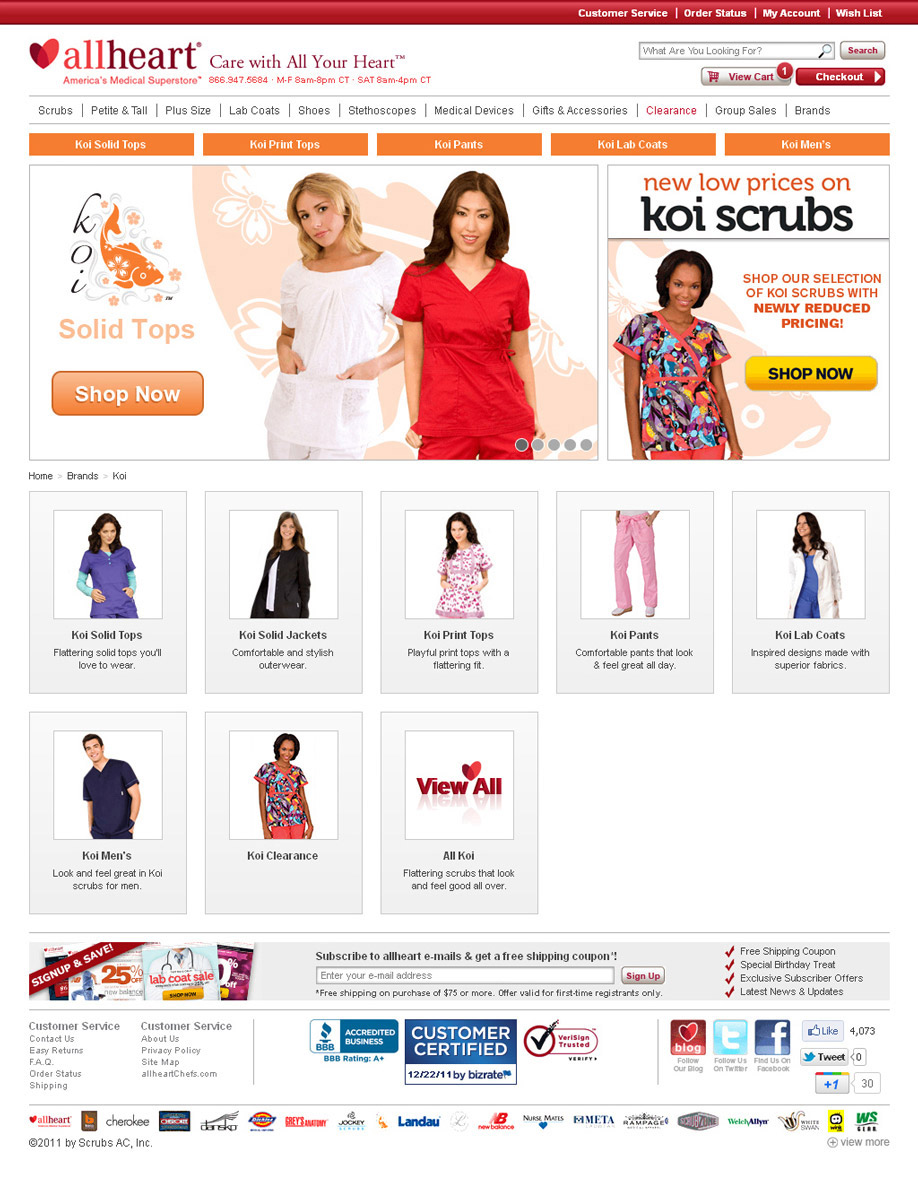 Customer Service | Order Status | My Account | Wish List
allheart® Care with All Your Heart™
America's Medical Superstore™ 866.947.5684 · M-F 8am-8pm CT · SAT 8am-4pm CT
What Are You Looking For? Search
View Cart 1 Checkout
Scrubs | Petite & Tall | Plus Size | Lab Coats | Shoes | Stethoscopes | Medical Devices | Gifts & Accessories | Clearance | Group Sales | Brands
Koi Solid Tops Koi Print Tops Koi Pants Koi Lab Coats Koi Men's
koi
TM
Solid Tops
Shop Now
new low prices on
koi scrubs
SHOP OUR SELECTION
OF KOI SCRUBS WITH
NEWLY REDUCED
PRICING!
SHOP NOW
Home > Brands > Koi
Koi Solid Tops
Flattering solid tops you'll
love to wear.
Koi Solid Jackets
Comfortable and stylish
outerwear.
Koi Print Tops
Playful print tops with a
flattering fit.
Koi Pants
Comfortable pants that look
& feel great all day.
Koi Lab Coats
Inspired designs made with
superior fabrics.
Koi Men's
Look and feel great in Koi
scrubs for men.
Koi Clearance
View All
All Koi
Flattering scrubs that look
and feel good all over.
SIGNUP & SAVE!
25%
new balance
lab coat sale
SHOP NOW
Subscribe to allheart e-mails & get a free shipping coupon*!
Enter your e-mail address Sign Up
*Free shipping on purchase of $75 or more. Offer valid for first-time registrants only.
Free Shipping Coupon
Special Birthday Treat
Exclusive Subscriber Offers
Latest News & Updates
Customer Service
Contact Us
Easy Returns
F.A.Q.
Order Status
Shipping
Customer Service
About Us
Privacy Policy
Site Map
allheartChefs.com
BBB ACCREDITED
BUSINESS
BBB Rating: A+
CUSTOMER
CERTIFIED
12/22/11 by bizrate
VeriSign
Trusted
VERIFY
blog
Follow
Our Blog
Follow Us
On Twitter
Find Us On
Facebook
Like 4,073
Tweet 0
+1 30
allheart cherokee CHEROKEE dansko Dickies GREY'S ANATOMY JOCKEY Landau L new balance NURSE MATES META RAMPAGE SCRUBZONE WelchAllyn WHITE SWAN wink WS GEAR
©2011 by Scrubs AC, Inc. view more